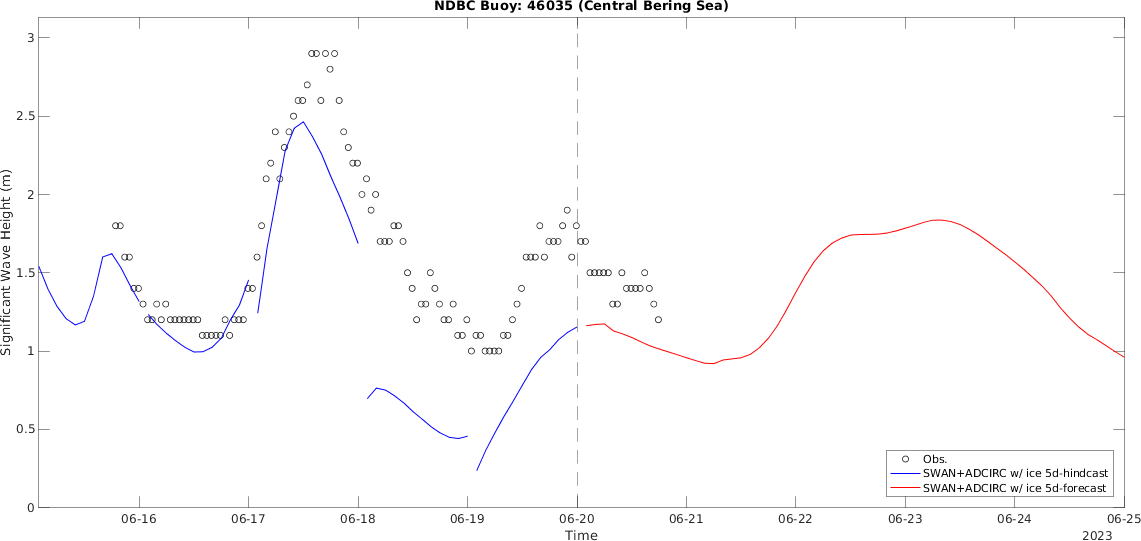 NDBC Buoy: 46035 (Central Bering Sea)
3
2.5
2
1.5
1
0.5
0
Significant Wave Height (m)
06-16 06-17 06-18 06-19 06-20 06-21 06-22 06-23 06-24 06-25
Time
2023
Obs.
SWAN+ADCIRC w/ ice 5d-hindcast
SWAN+ADCIRC w/ ice 5d-forecast